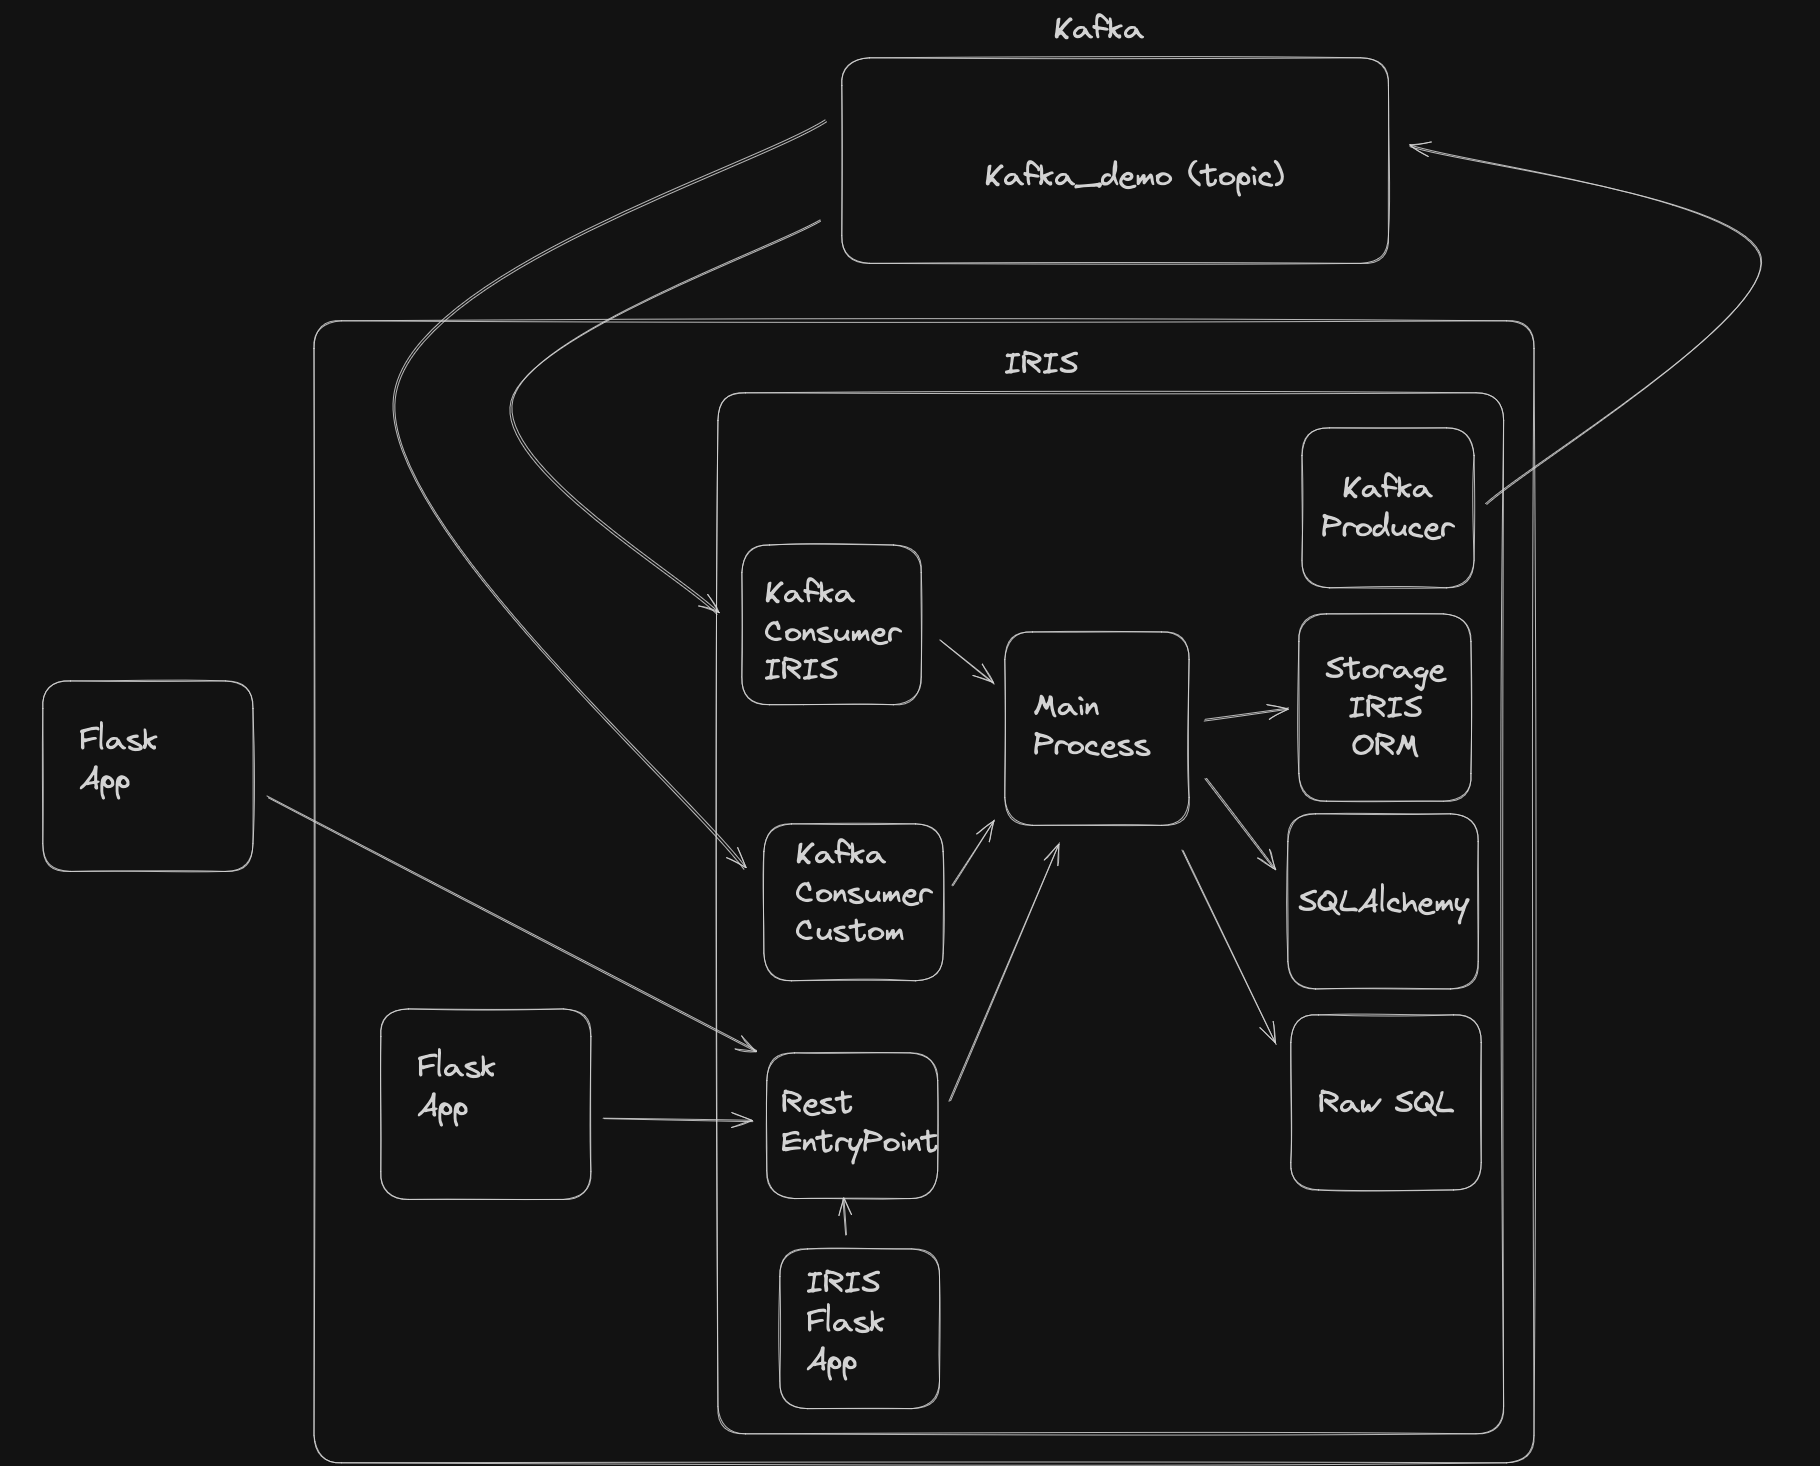 Kafka
Kafka_demo (topic)
IRIS
Kafka
Producer
Kafka
Consumer
IRIS
Storage
IRIS
ORM
Main
Process
Flask
App
Kafka
Consumer
Custom
SQLAlchemy
Flask
App
Rest
EntryPoint
Raw SQL
IRIS
Flask
App